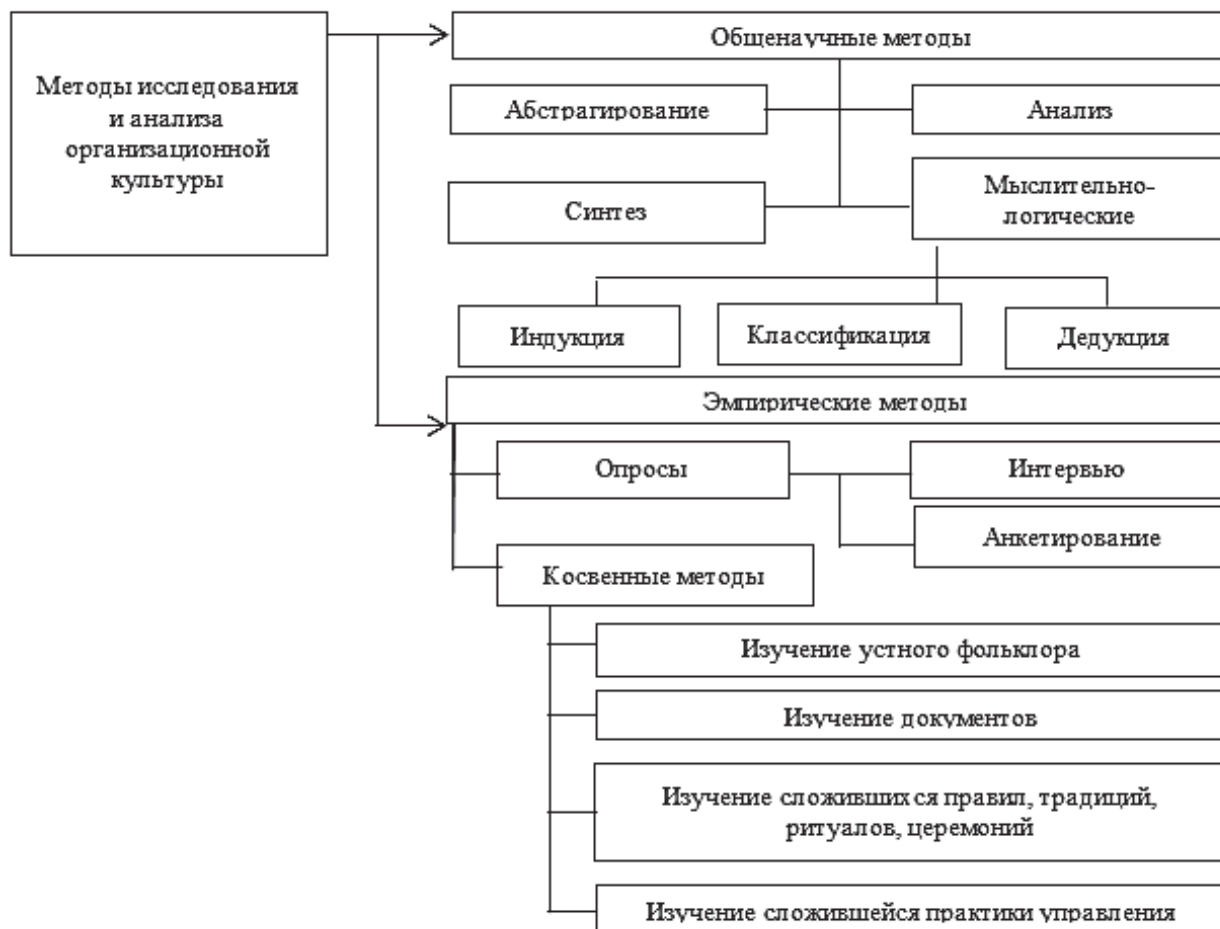 Методы исследования
и анализа
организационной
культуры
Общенаучные методы
Абстрагирование
Анализ
Синтез
Мыслительно-
логические
Индукция
Классификация
Дедукция
Эмпирические методы
Опросы
Интервью
Анкетирование
Косвенные методы
Изучение устного фольклора
Изучение документов
Изучение сложившихся правил, традиций,
ритуалов, церемоний
Изучение сложившейся практики управления